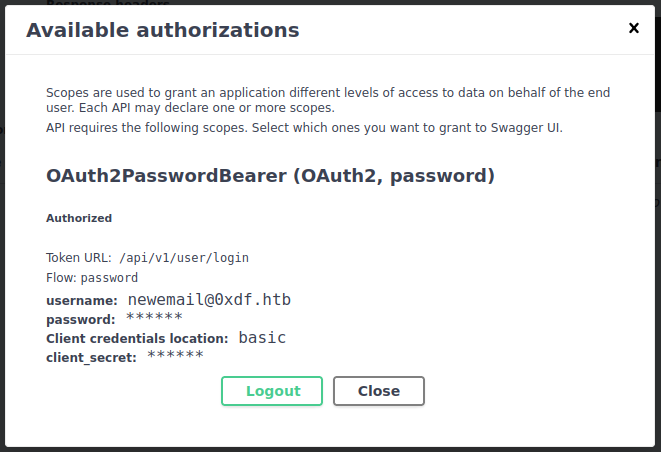 Response headers
Available authorizations
Scopes are used to grant an application different levels of access to data on behalf of the end
user. Each API may declare one or more scopes.
API requires the following scopes. Select which ones you want to grant to Swagger UI.
OAuth2PasswordBearer (OAuth2, password)
Authorized
Token URL: /api/v1/user/login
Flow: password
username: newemail@0xdf.htb
password: ******
Client credentials location: basic
client_secret: ******
Logout
Close